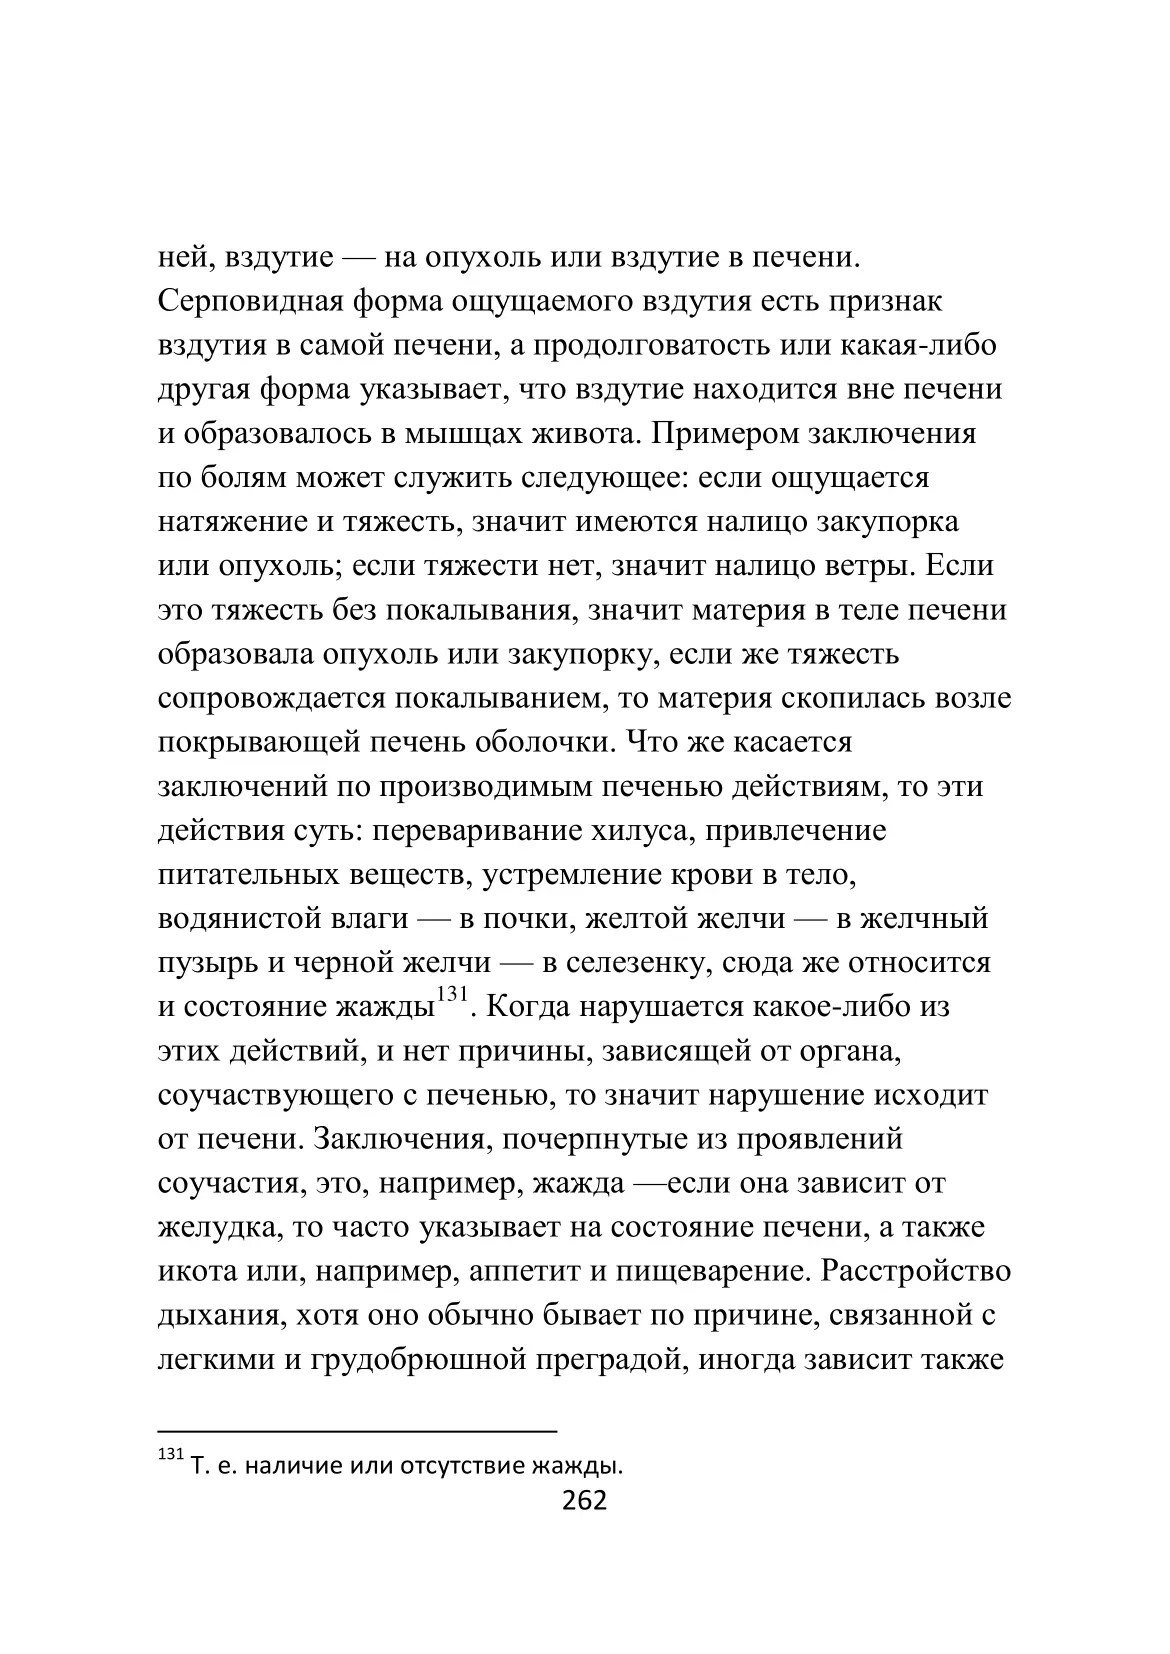 ней, вздутие — на опухоль или вздутие в печени.
Серповидная форма ощущаемого вздутия есть признак
вздутия в самой печени, а продолговатость или какая-либо
другая форма указывает, что вздутие находится вне печени
и образовалось в мышцах живота. Примером заключения
по болям может служить следующее: если ощущается
натяжение и тяжесть, значит имеются налицо закупорка
или опухоль; если тяжести нет, значит налицо ветры. Если
это тяжесть без покалывания, значит материя в теле печени
образовала опухоль или закупорку, если же тяжесть
сопровождается покалыванием, то материя скопилась возле
покрывающей печень оболочки. Что же касается
заключений по производимым печенью действиям, то эти
действия суть: переваривание хилуса, привлечение
питательных веществ, устремление крови в тело,
водянистой влаги — в почки, желтой желчи — в желчный
пузырь и черной желчи — в селезенку, сюда же относится
и состояние жажды131. Когда нарушается какое-либо из
этих действий, и нет причины, зависящей от органа,
соучаствующего с печенью, то значит нарушение исходит
от печени. Заключения, почерпнутые из проявлений
соучастия, это, например, жажда —если она зависит от
желудка, то часто указывает на состояние печени, а также
икота или, например, аппетит и пищеварение. Расстройство
дыхания, хотя оно обычно бывает по причине, связанной с
легкими и грудобрюшной преградой, иногда зависит также
131 Т. е. наличие или отсутствие жажды.
262